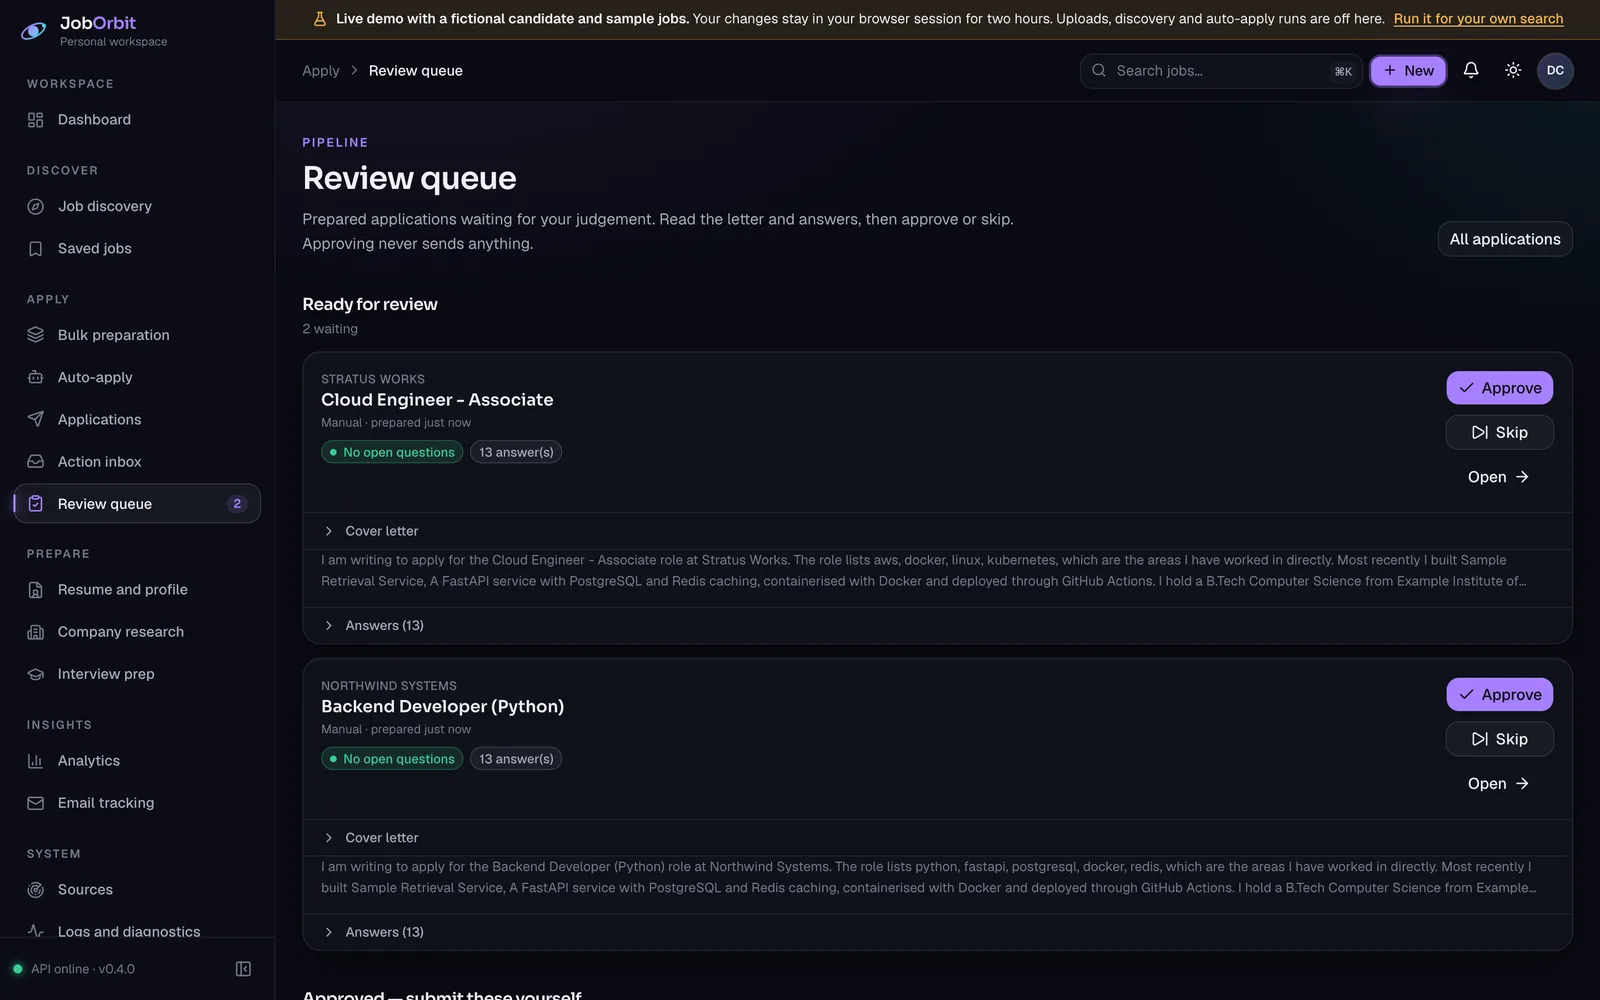 JobOrbit
Personal workspace
WORKSPACE
Dashboard
DISCOVER
Job discovery
Saved jobs
APPLY
Bulk preparation
Auto-apply
Applications
Action inbox
Review queue 2
PREPARE
Resume and profile
Company research
Interview prep
INSIGHTS
Analytics
Email tracking
SYSTEM
Sources
Logs and diagnostics
API online · v0.4.0
Live demo with a fictional candidate and sample jobs. Your changes stay in your browser session for two hours. Uploads, discovery and auto-apply runs are off here. Run it for your own search
Apply > Review queue
Search jobs... ⌘K
+ New
DC
PIPELINE
Review queue
Prepared applications waiting for your judgement. Read the letter and answers, then approve or skip.
Approving never sends anything.
All applications
Ready for review
2 waiting
STRATUS WORKS
Cloud Engineer - Associate
Manual · prepared just now
No open questions 13 answer(s)
Approve
Skip
Open →
Cover letter
I am writing to apply for the Cloud Engineer - Associate role at Stratus Works. The role lists aws, docker, linux, kubernetes, which are the areas I have worked in directly. Most recently I built Sample
Retrieval Service, A FastAPI service with PostgreSQL and Redis caching, containerised with Docker and deployed through GitHub Actions. I hold a B.Tech Computer Science from Example Institute of...
Answers (13)
NORTHWIND SYSTEMS
Backend Developer (Python)
Manual · prepared just now
No open questions 13 answer(s)
Approve
Skip
Open →
Cover letter
I am writing to apply for the Backend Developer (Python) role at Northwind Systems. The role lists python, fastapi, postgresql, docker, redis, which are the areas I have worked in directly. Most recently I
built Sample Retrieval Service, A FastAPI service with PostgreSQL and Redis caching, containerised with Docker and deployed through GitHub Actions. I hold a B.Tech Computer Science from Example...
Answers (13)
Approved — submit these yourself